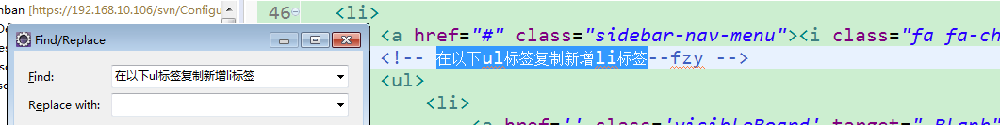 nban [https://192.168.10.106/svn/Configu
46
<li>
<a href="#" class="sidebar-nav-menu"><i class="fa fa-ch
<!-- 在以下ul标签复制新增li标签--fzy -->
<ul>
<li>
<a href='' class='visibleBoard' target="_Blank"
Find/Replace
Find:
在以下ul标签复制新增li标签
Replace with: